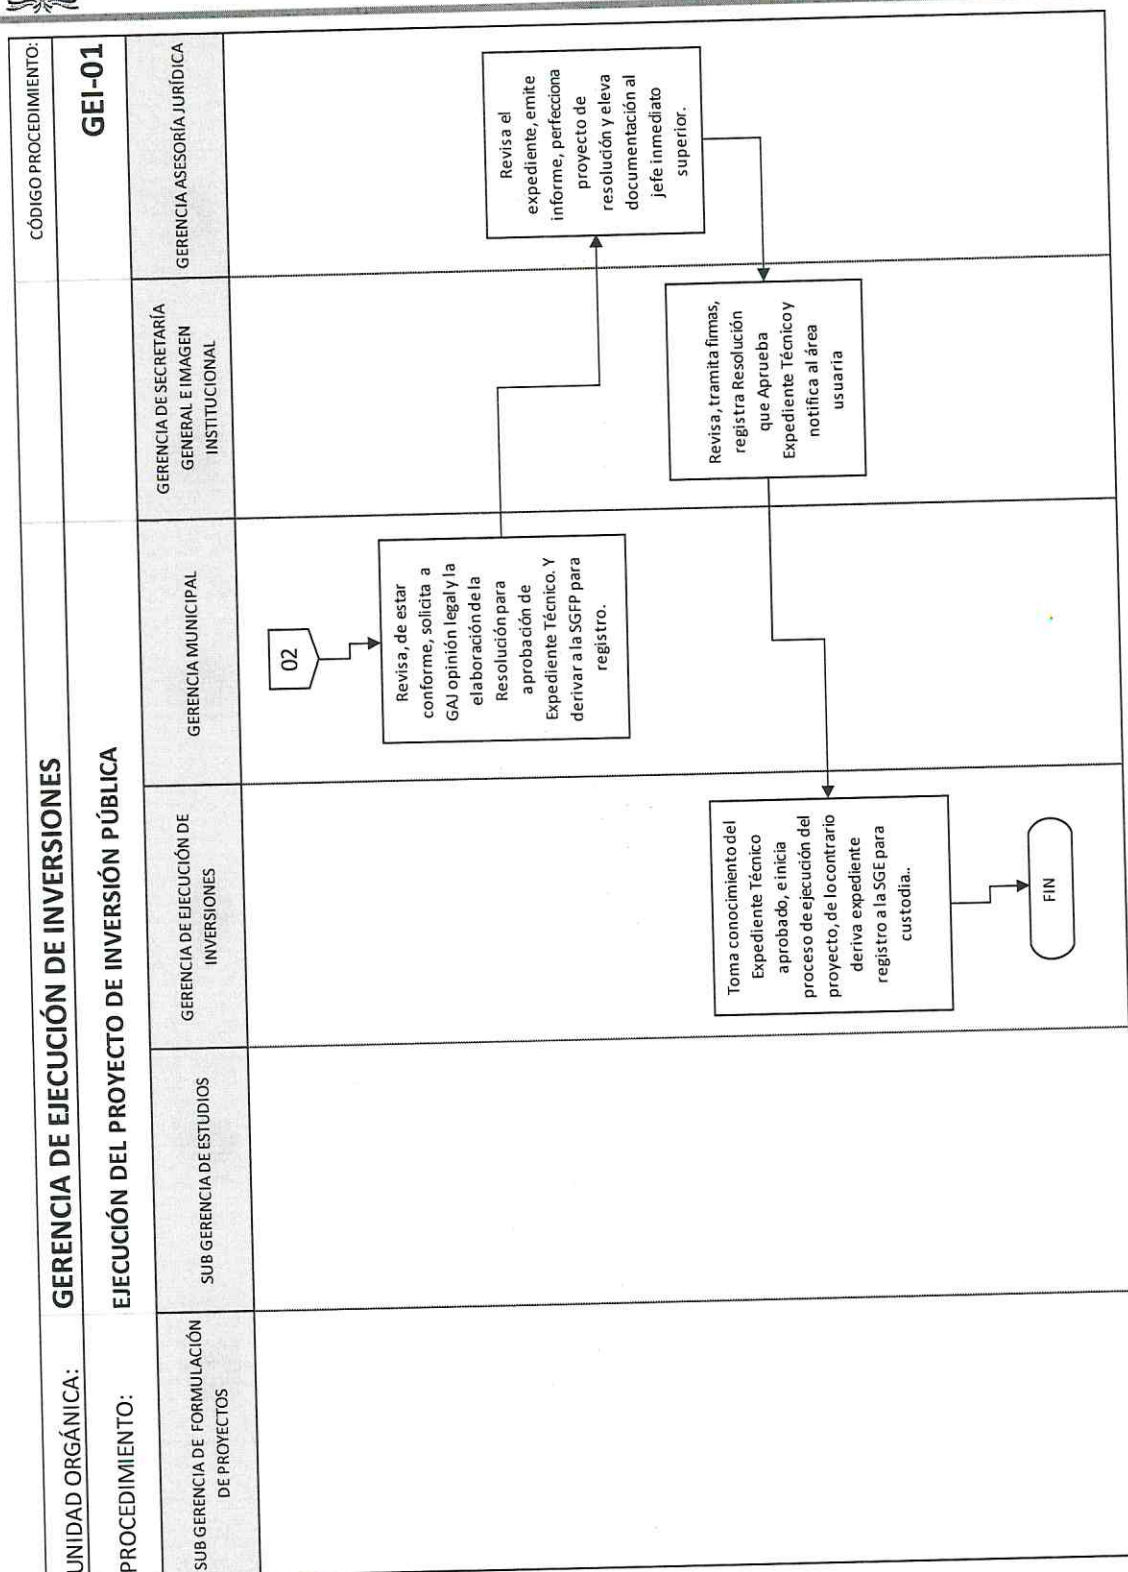 UNIDAD ORGÁNICA:
GERENCIA DE EJECUCIÓN DE INVERSIONES
CÓDIGO PROCEDIMIENTO:
PROCEDIMIENTO:
EJECUCIÓN DEL PROYECTO DE INVERSIÓN PÚBLICA
GEI-01
SUB GERENCIA DE FORMULACIÓN
DE PROYECTOS
SUB GERENCIA DE ESTUDIOS
GERENCIA DE EJECUCIÓN DE
INVERSIONES
GERENCIA MUNICIPAL
GERENCIA DE SECRETARÍA
GENERAL E IMAGEN
INSTITUCIONAL
GERENCIA ASESORÍA JURÍDICA
02
Revisa, de estar
conforme, solicita a
GAJ opinión legal y la
elaboración de la
Resolución para
aprobación de
Expediente Técnico. Y
derivar a la SGFP para
registro.
Revisa el
expediente, emite
informe, perfecciona
proyecto de
resolución y eleva
documentación al
jefe inmediato
superior.
Revisa, tramita firmas,
registra Resolución
que Aprueba
Expediente Técnico y
notifica al área
usuaria
Toma conocimiento del
Expediente Técnico
aprobado, e inicia
proceso de ejecución del
proyecto, de lo contrario
deriva expediente
registro a la SGE para
custodia..
FIN